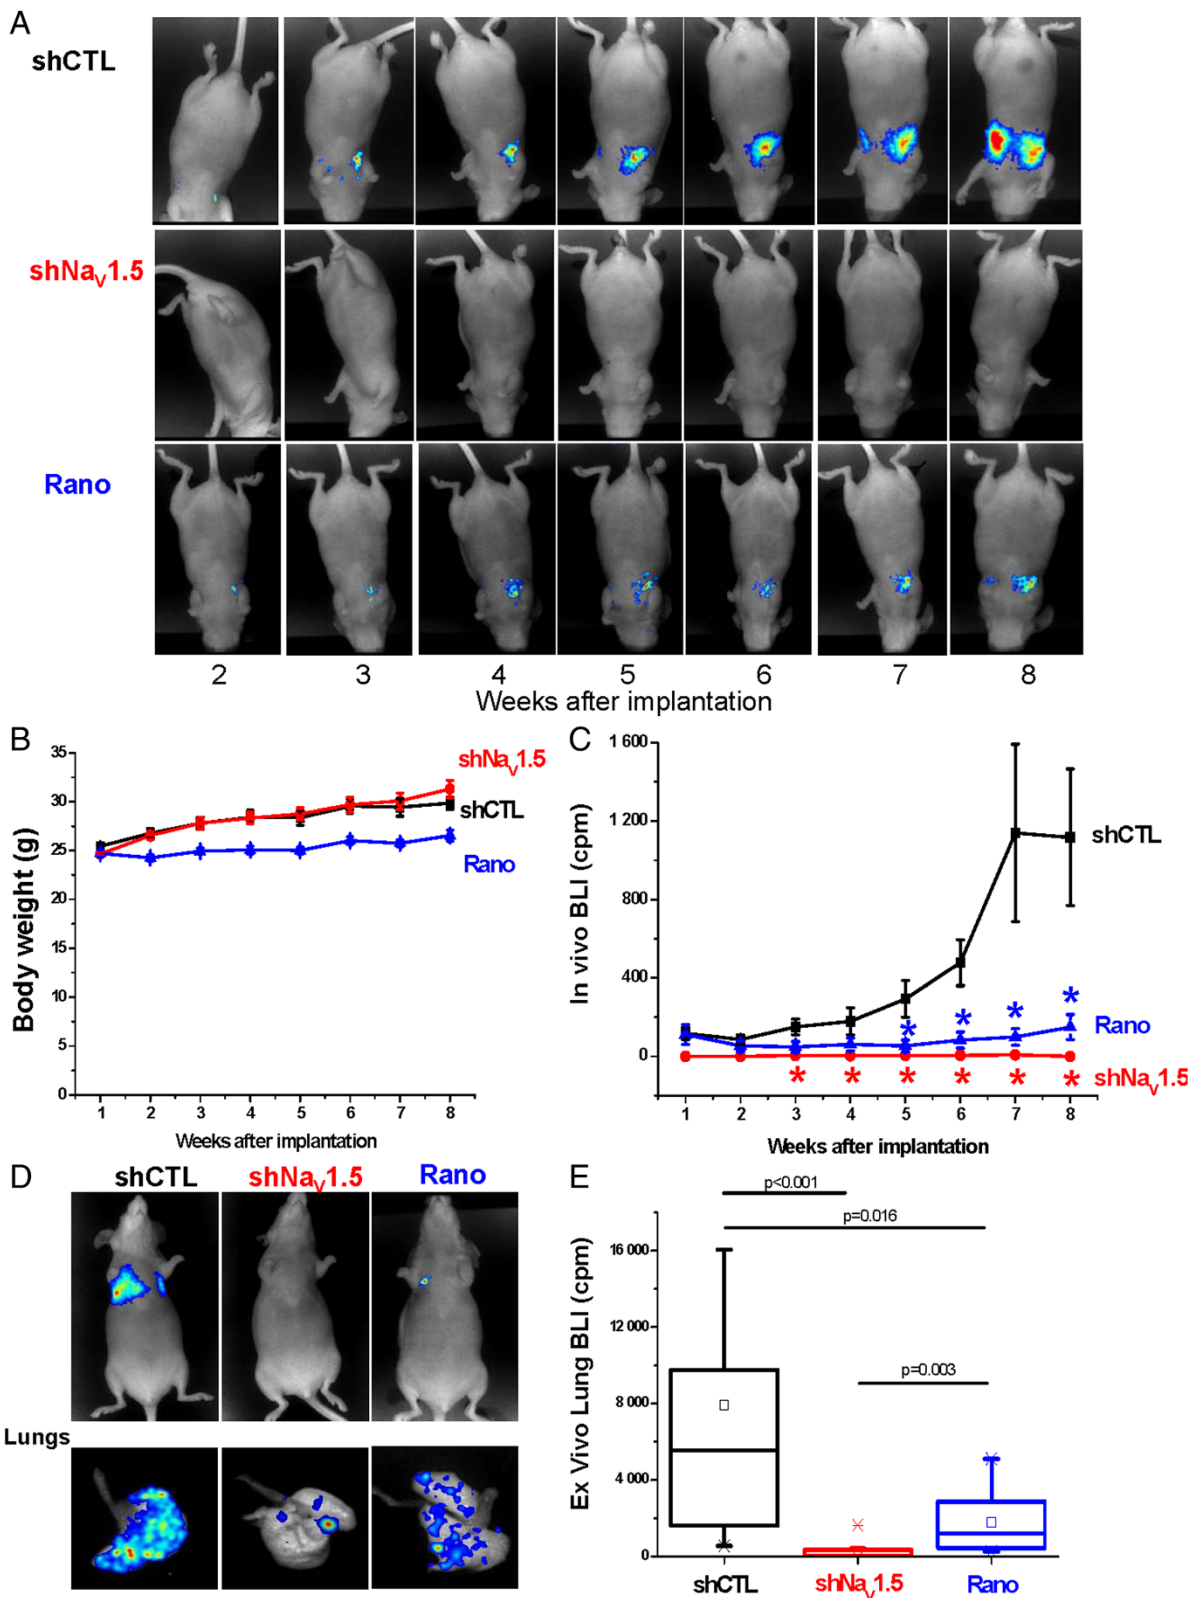 A
shCTL
shNaV1.5
Rano
2 3 4 5 6 7 8
Weeks after implantation
B
Body weight (g)
35
30
25
20
15
10
5
0
shNaV1.5
shCTL
Rano
1 2 3 4 5 6 7 8
Weeks after implantation
C
In vivo BLI (cpm)
1 600
1200
800
400
0
shCTL
Rano
shNaV1.5
* * * *
* * * * * *
1 2 3 4 5 6 7 8
Weeks after implantation
D
shCTL shNaV1.5 Rano
Lungs
E
p<0.001
p=0.016
p=0.003
Ex Vivo Lung BLI (cpm)
16 000
12 000
8 000
4 000
0
shCTL shNaV1.5 Rano